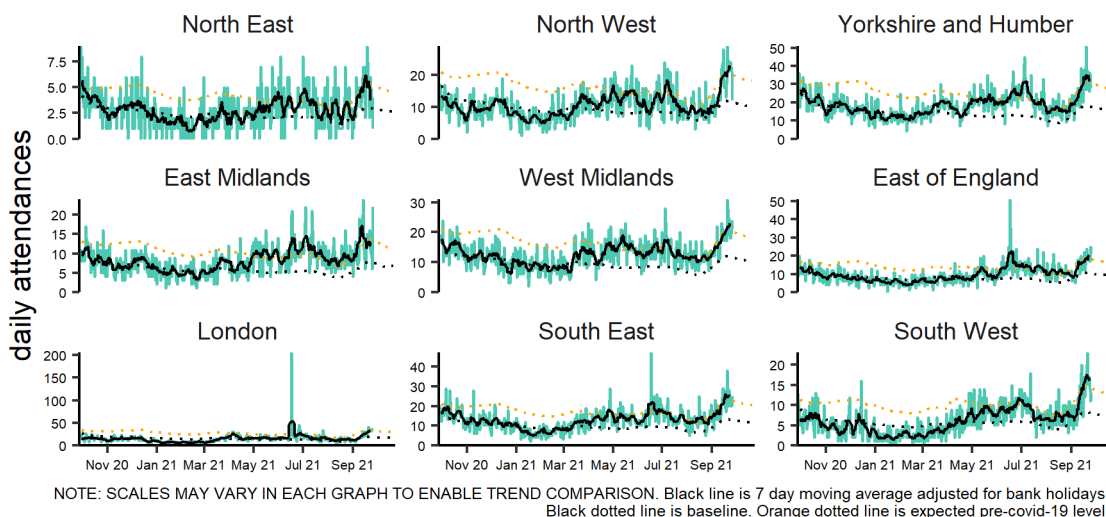 North East
North West
Yorkshire and Humber
7.5
5.0
2.5
0.0
20
10
0
50
40
30
20
10
0
East Midlands
West Midlands
East of England
daily attendances
20
15
10
5
0
30
20
10
0
50
40
30
20
10
0
London
South East
South West
200
150
100
50
0
40
30
20
10
0
20
15
10
5
0
Nov 20 Jan 21 Mar 21 May 21 Jul 21 Sep 21
Nov 20 Jan 21 Mar 21 May 21 Jul 21 Sep 21
Nov 20 Jan 21 Mar 21 May 21 Jul 21 Sep 21
NOTE: SCALES MAY VARY IN EACH GRAPH TO ENABLE TREND COMPARISON. Black line is 7 day moving average adjusted for bank holidays
Black dotted line is baseline. Orange dotted line is expected pre-covid-19 level